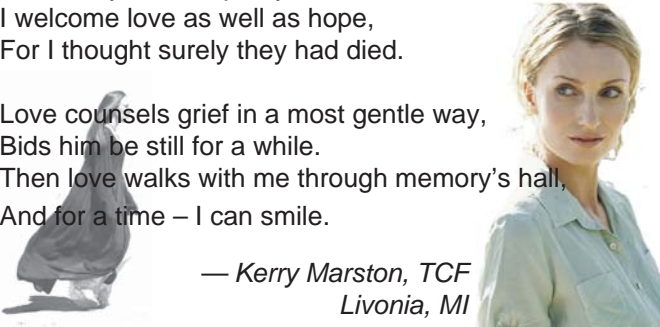 I welcome love as well as hope,
For I thought surely they had died.
Love counsels grief in a most gentle way,
Bids him be still for a while.
Then love walks with me through memory's hall,
And for a time – I can smile.
— Kerry Marston, TCF
Livonia, MI